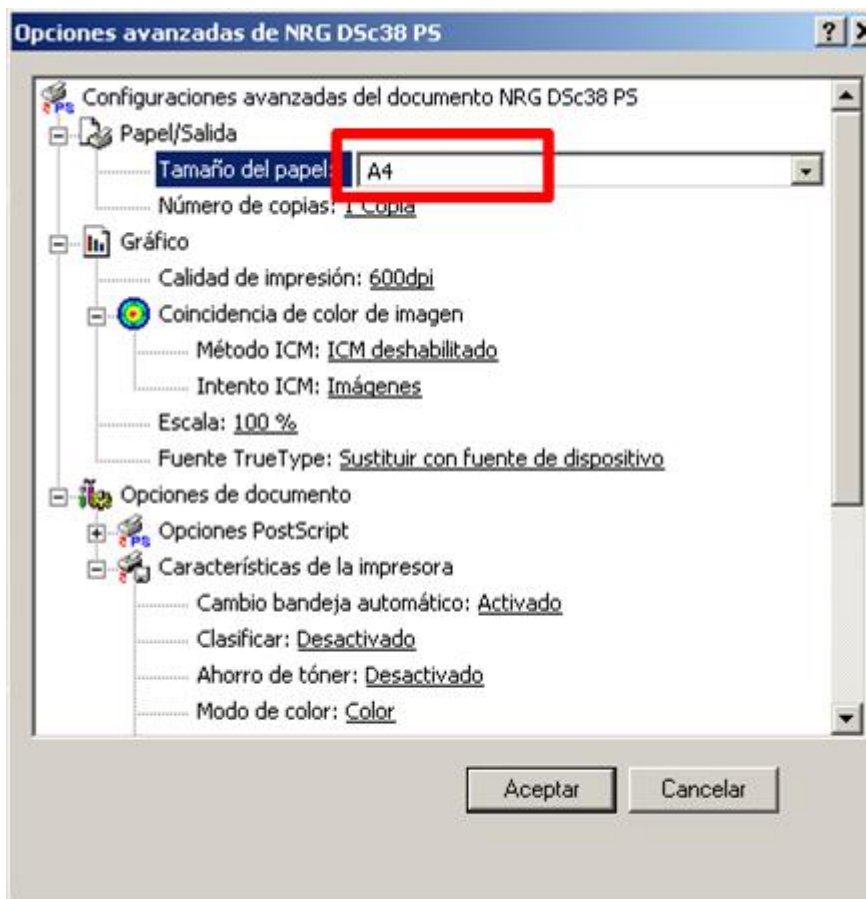 Opciones avanzadas de NRG DSc38 PS
Configuraciones avanzadas del documento NRG DSc38 PS
Papel/Salida
Tamaño del papel: A4
Número de copias: 1 Copia
Gráfico
Calidad de impresión: 600dpi
Coincidencia de color de imagen
Método ICM: ICM deshabilitado
Intento ICM: Imágenes
Escala: 100 %
Fuente TrueType: Sustituir con fuente de dispositivo
Opciones de documento
Opciones PostScript
Características de la impresora
Cambio bandeja automático: Activado
Clasificar: Desactivado
Ahorro de tóner: Desactivado
Modo de color: Color
Aceptar Cancelar